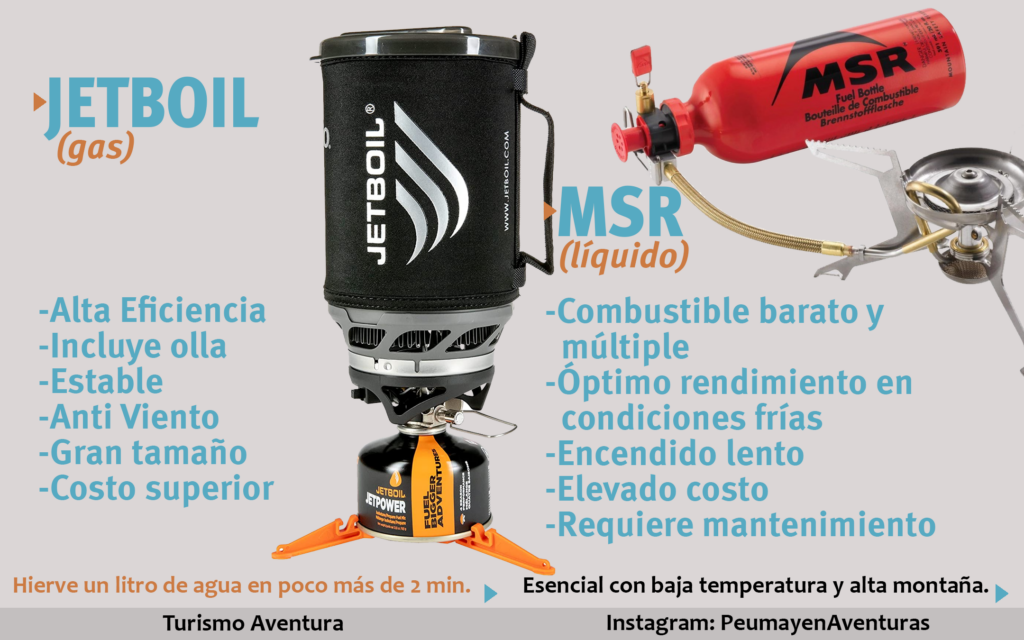 JETBOIL
(gas)
-Alta Eficiencia
-Incluye olla
-Estable
-Anti Viento
-Gran tamaño
-Costo superior
Hierve un litro de agua en poco más de 2 min.
JETBOIL®
WWW.JETBOIL.COM
JETBOIL
JETPOWER
FUEL
BIGGER
ADVENTURES
MSR
Fuel Bottle
Bouteille de Combustible
Brennstoffflasche
MSR
(líquido)
-Combustible barato y
múltiple
-Óptimo rendimiento en
condiciones frías
-Encendido lento
-Elevado costo
-Requiere mantenimiento
Esencial con baja temperatura y alta montaña.
Turismo Aventura
Instagram: PeumayenAventuras